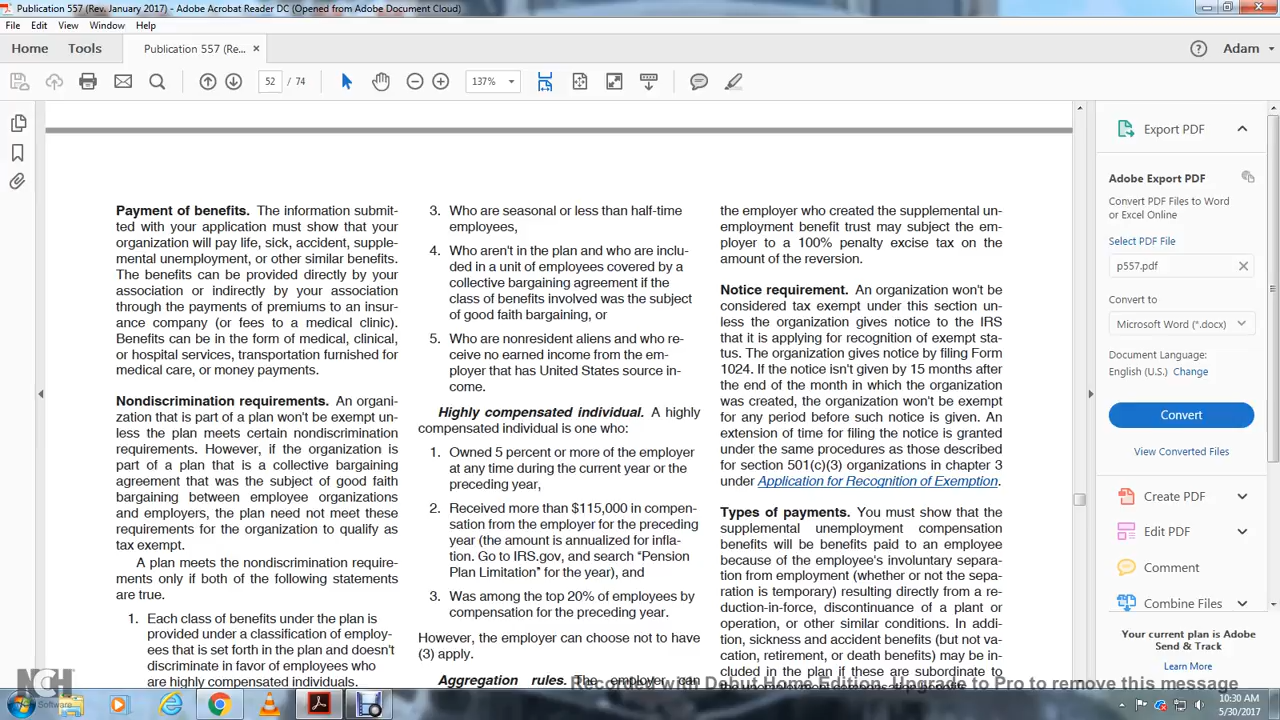 Publication 557 (Rev. January 2017) - Adobe Acrobat Reader DC (Opened from Adobe Document Cloud)
File Edit View Window Help
Home Tools Publication 557 (Re... × Adam
52 / 74 137%
Payment of benefits. The information submit-
ted with your application must show that your
organization will pay life, sick, accident, supple-
mental unemployment, or other similar benefits.
The benefits can be provided directly by your
association or indirectly by your association
through the payments of premiums to an insur-
ance company (or fees to a medical clinic).
Benefits can be in the form of medical, clinical,
or hospital services, transportation furnished for
medical care, or money payments.
Nondiscrimination requirements. An organi-
zation that is part of a plan won't be exempt un-
less the plan meets certain nondiscrimination
requirements. However, if the organization is
part of a plan that is a collective bargaining
agreement that was the subject of good faith
bargaining between employee organizations
and employers, the plan need not meet these
requirements for the organization to qualify as
tax exempt.
A plan meets the nondiscrimination require-
ments only if both of the following statements
are true.
1. Each class of benefits under the plan is
provided under a classification of employ-
ees that is set forth in the plan and doesn't
discriminate in favor of employees who
are highly compensated individuals.
3. Who are seasonal or less than half-time
employees,
4. Who aren't in the plan and who are inclu-
ded in a unit of employees covered by a
collective bargaining agreement if the
class of benefits involved was the subject
of good faith bargaining, or
5. Who are nonresident aliens and who re-
ceive no earned income from the em-
ployer that has United States source in-
come.
Highly compensated individual. A highly
compensated individual is one who:
1. Owned 5 percent or more of the employer
at any time during the current year or the
preceding year,
2. Received more than $115,000 in compen-
sation from the employer for the preceding
year (the amount is annualized for infla-
tion. Go to IRS.gov, and search “Pension
Plan Limitation” for the year), and
3. Was among the top 20% of employees by
compensation for the preceding year.
However, the employer can choose not to have
(3) apply.
Aggregation rules. The employer can
the employer who created the supplemental un-
employment benefit trust may subject the em-
ployer to a 100% penalty excise tax on the
amount of the reversion.
Notice requirement. An organization won't be
considered tax exempt under this section un-
less the organization gives notice to the IRS
that it is applying for recognition of exempt sta-
tus. The organization gives notice by filing Form
1024. If the notice isn't given by 15 months after
the end of the month in which the organization
was created, the organization won't be exempt
for any period before such notice is given. An
extension of time for filing the notice is granted
under the same procedures as those described
for section 501(c)(3) organizations in chapter 3
under Application for Recognition of Exemption.
Types of payments. You must show that the
supplemental unemployment compensation
benefits will be benefits paid to an employee
because of the employee's involuntary separa-
tion from employment (whether or not the sepa-
ration is temporary) resulting directly from a re-
duction-in-force, discontinuance of a plant or
operation, or other similar conditions. In addi-
tion, sickness and accident benefits (but not va-
cation, retirement, or death benefits) may be in-
cluded in the plan if these are subordinate to
Export PDF
Adobe Export PDF
Convert PDF Files to Word
or Excel Online
Select PDF File
p557.pdf ×
Convert to
Microsoft Word (*.docx)
Document Language:
English (U.S.) Change
Convert
View Converted Files
Create PDF
Edit PDF
Comment
Combine Files
Your current plan is Adobe
Send & Track
Learn More
Recorded with Debut Home Edition. Upgrade to Pro to remove this message
NCH
Software
10:30 AM
5/30/2017